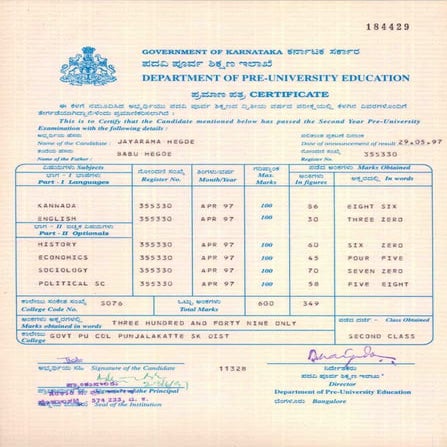 184429
GOVERNMENT OF KARNATAKA ಕರ್ನಾಟಕ ಸರ್ಕಾರ
ಪದವಿ ಪೂರ್ವ ಶಿಕ್ಷಣ ಇಲಾಖೆ
DEPARTMENT OF PRE-UNIVERSITY EDUCATION
ಪ್ರಮಾಣ ಪತ್ರ CERTIFICATE
This is to Certify that the Candidate mentioned below has passed the Second Year Pre-University
Examination with the following details :
Name of the Candidate : JAYARAMA HEGDE Date of announcement of result 29.05.97
Name of the Father : BABU HEGDE 355330
Subjects Register No. Month/Year Max. Marks Marks Obtained
Part - I Languages In figures In words
KANNADA 355330 APR 97 100 86 EIGHT SIX
ENGLISH 355330 APR 97 100 30 THREE ZERO
Part - II Optionals
HISTORY 355330 APR 97 100 60 SIX ZERO
ECONOMICS 355330 APR 97 100 45 FOUR FIVE
SOCIOLOGY 355330 APR 97 100 70 SEVEN ZERO
POLITICAL SC 355330 APR 97 100 58 FIVE EIGHT
College Code No. S076 Total Marks 600 349
Marks obtained in words THREE HUNDRED AND FORTY NINE ONLY Class Obtained
College GOVT PU COL PUNJALAKATTE SK DIST SECOND CLASS
Signature of the Candidate 11328
Director
Department of Pre-University Education
Seal of the Institution ಬೆಂಗಳೂರು Bangalore